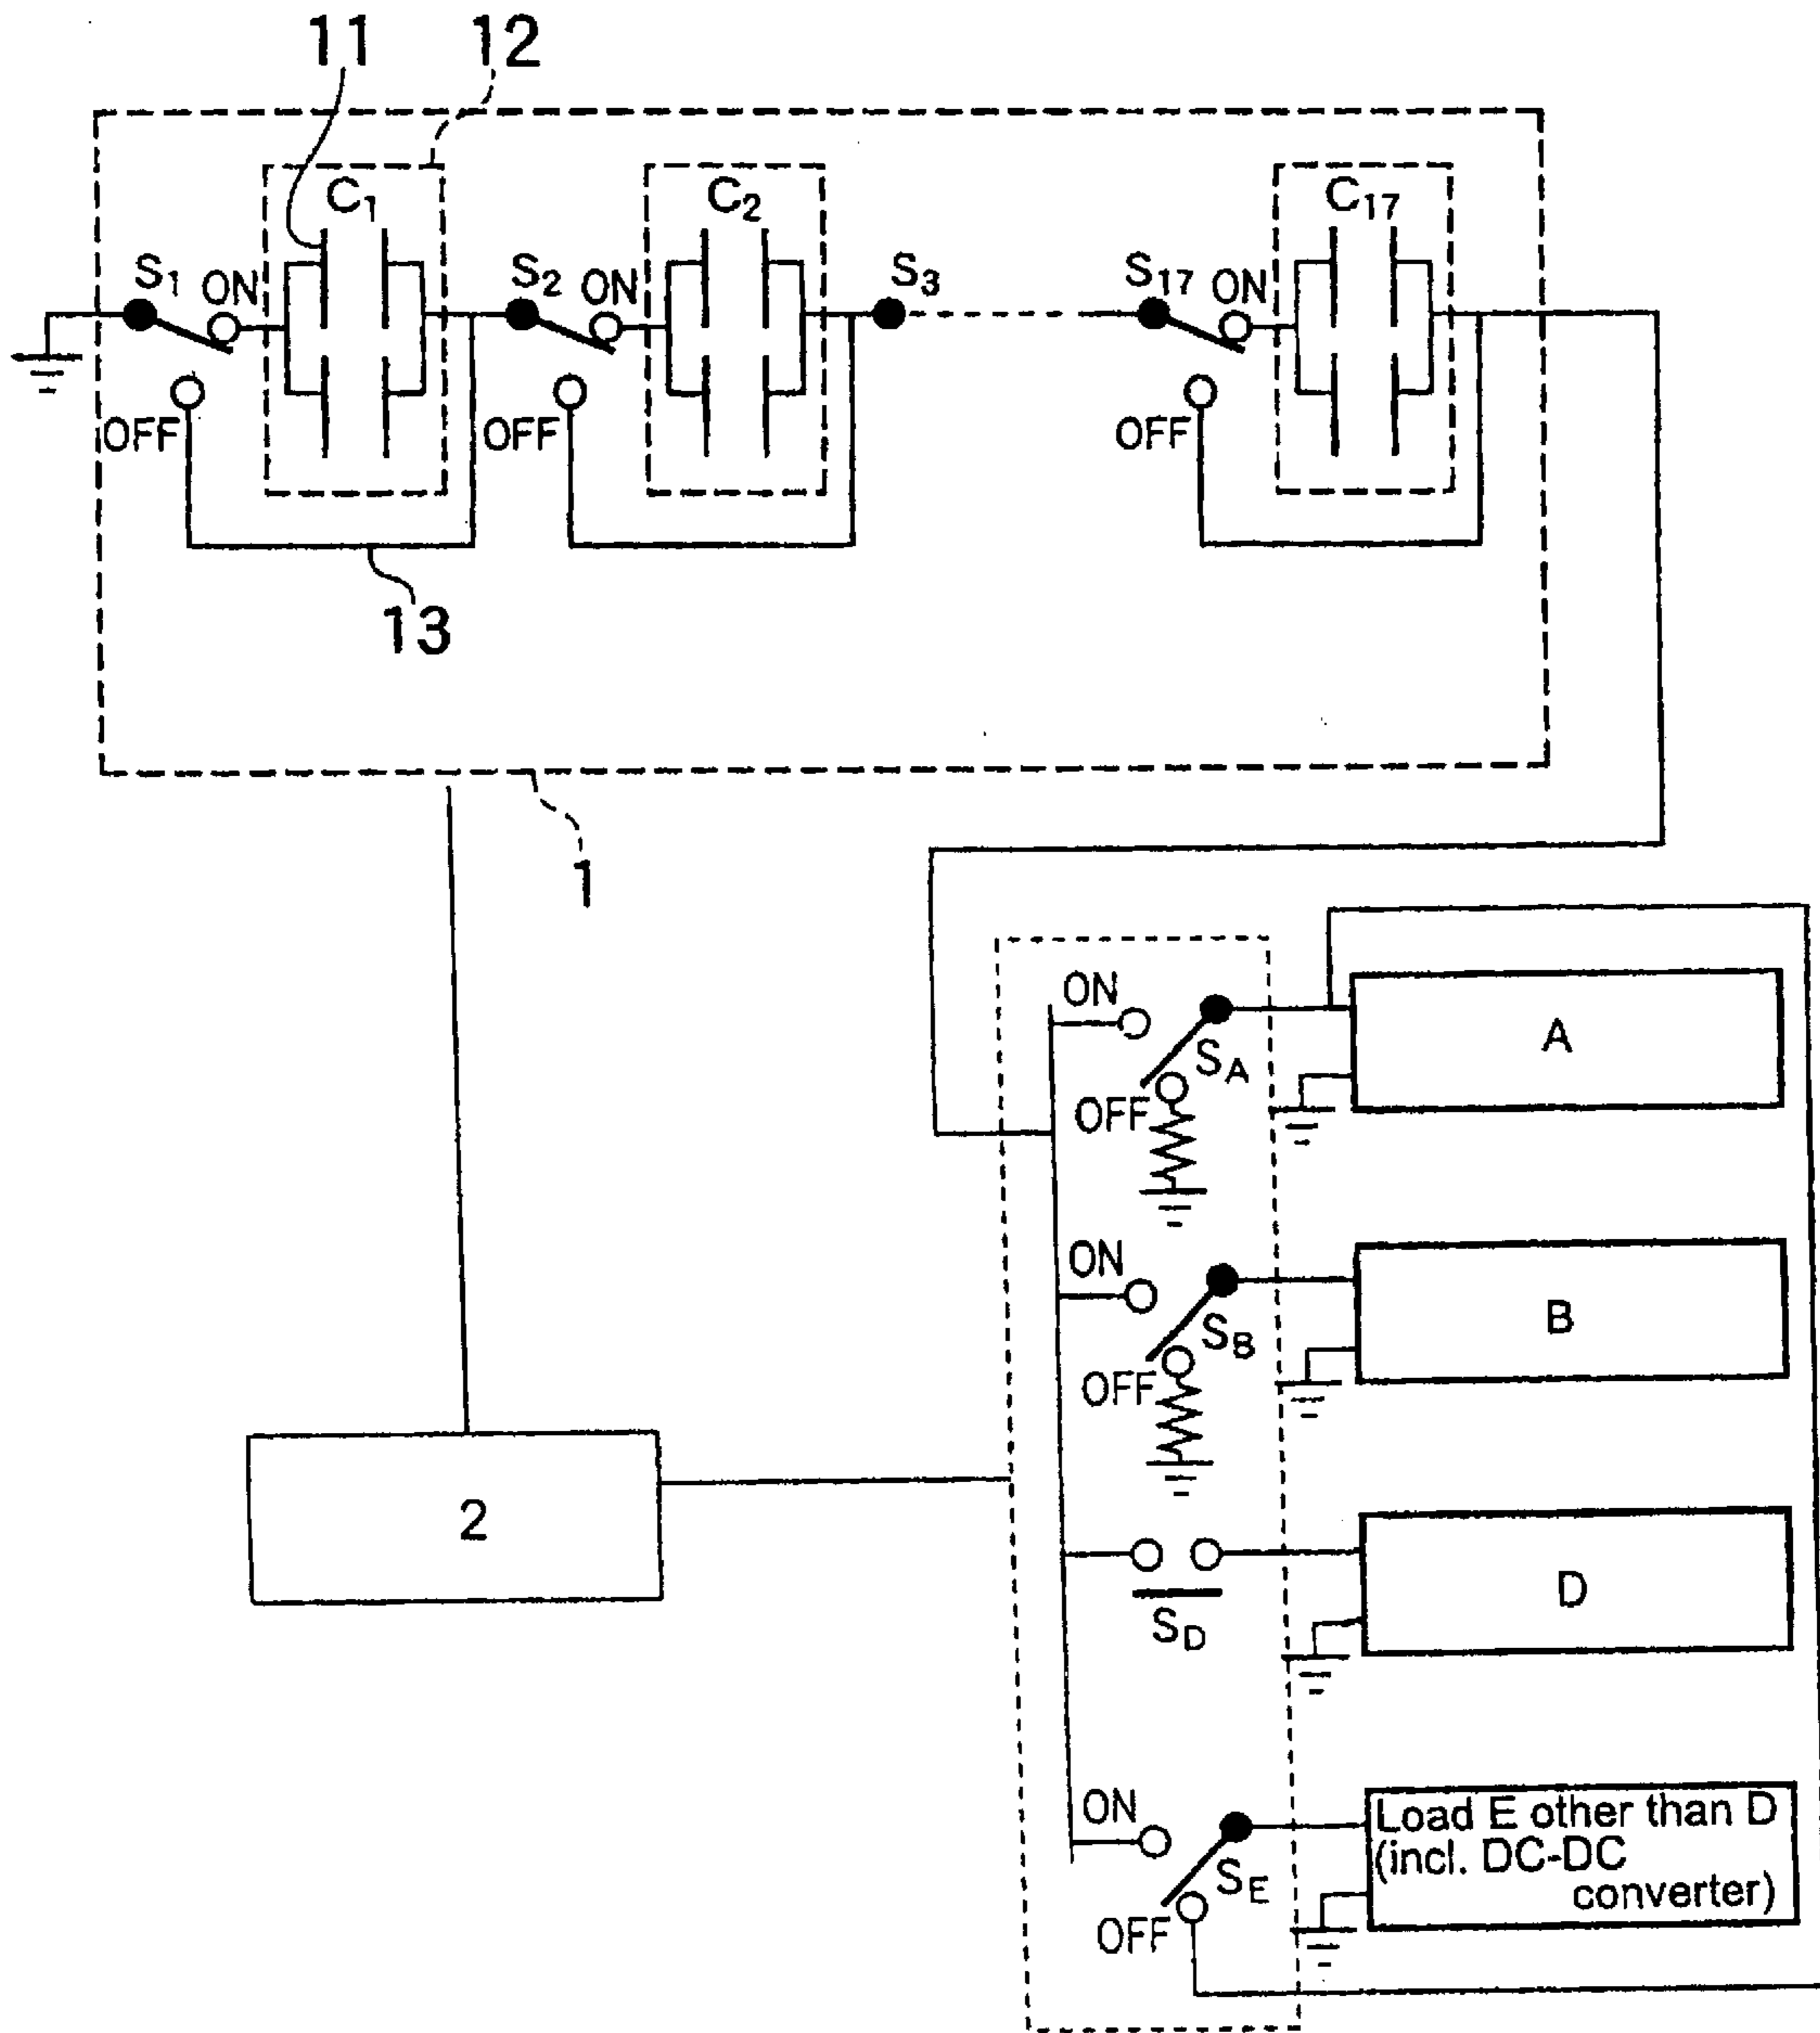 11 12
C1 C2 C17
S1 ON S2 ON S3 S17 ON
OFF OFF OFF
13
1
ON
A
SA
OFF
ON
B
SB
OFF
2
D
SD
ON
Load E other than D
(incl. DC-DC
converter)
SE
OFF